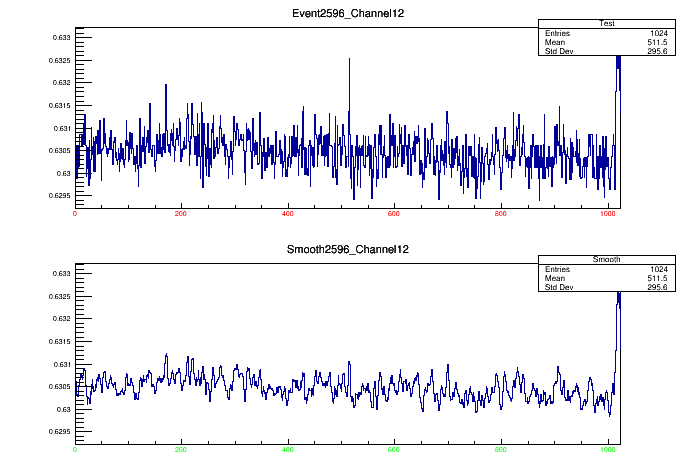 Event2596_Channel12
Test
Entries 1024
Mean 511.5
Std Dev 295.6
0.633
0.6325
0.632
0.6315
0.631
0.6305
0.63
0.6295
0 200 400 600 800 1000
Smooth2596_Channel12
Smooth
Entries 1024
Mean 511.5
Std Dev 295.6
0.633
0.6325
0.632
0.6315
0.631
0.6305
0.63
0.6295
0 200 400 600 800 1000